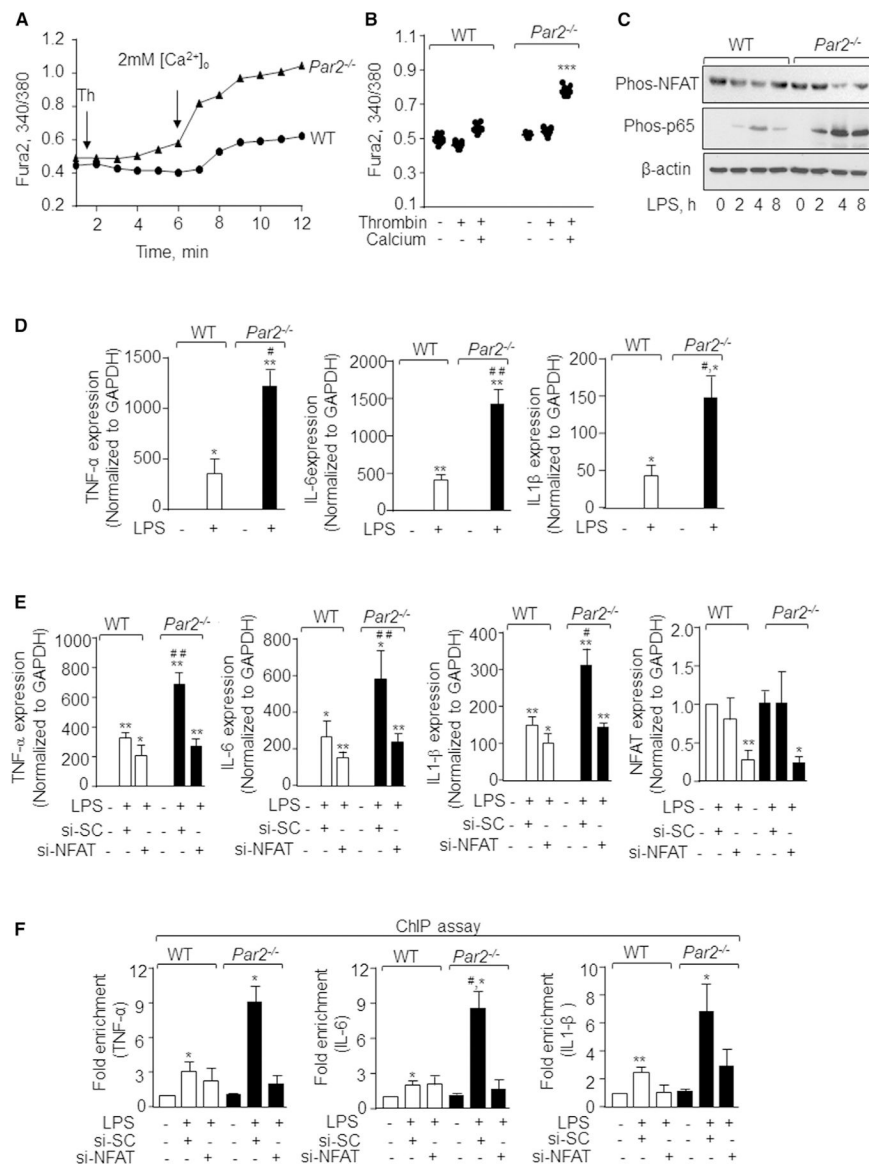 A
2mM [Ca²⁺]₀
Par2-/-
Th
WT
Fura2, 340/380
1.2
1.0
0.8
0.6
0.4
0.2
2 4 6 8 10 12
Time, min
B
WT Par2-/-
***
Fura2, 340/380
1.1
0.9
0.7
0.5
0.3
0.1
Thrombin - + + - + +
Calcium - - + - - +
C
WT Par2-/-
Phos-NFAT
Phos-p65
β-actin
LPS, h 0 2 4 8 0 2 4 8
D
WT Par2-/-
TNF-α expression
(Normalized to GAPDH)
1500
1000
500
0
*
#
**
LPS - + - +
WT Par2-/-
IL-6expression
(Normalized to GAPDH)
2000
1500
1000
500
0
**
##
**
LPS - + - +
WT Par2-/-
IL1β expression
(Normalized to GAPDH)
200
150
100
50
0
*
#,*
LPS - + - +
E
WT Par2-/-
TNF-α expression
(Normalized to GAPDH)
1000
800
600
400
200
0
**
*
##
**
**
LPS - + + - + +
si-SC - + - - + -
si-NFAT - - + - - +
WT Par2-/-
IL-6 expression
(Normalized to GAPDH)
800
600
400
200
0
*
**
##
*
**
LPS - + + - + +
si-SC - + - - + -
si-NFAT - - + - - +
WT Par2-/-
IL1-β expression
(Normalized to GAPDH)
400
300
200
100
0
**
*
#
**
**
LPS - + + - + +
si-SC - + - - + -
si-NFAT - - + - - +
WT Par2-/-
NFAT expression
(Normalized to GAPDH)
2.0
1.5
1.0
0.5
0.0
**
*
LPS - + + - + +
si-SC - + - - + -
si-NFAT - - + - - +
F
ChIP assay
WT Par2-/-
Fold enrichment
(TNF-α)
12
9
6
3
0
*
*
LPS - + + - + +
si-SC - + - - + -
si-NFAT - - + - - +
WT Par2-/-
Fold enrichment
(IL-6)
12
9
6
3
0
*
#,*
LPS - + + - + +
si-SC - + - - + -
si-NFAT - - + - - +
WT Par2-/-
Fold enrichment
(IL1-β)
10
8
6
4
2
0
**
*
LPS - + + - + +
si-SC - + - - + -
si-NFAT - - + - - +